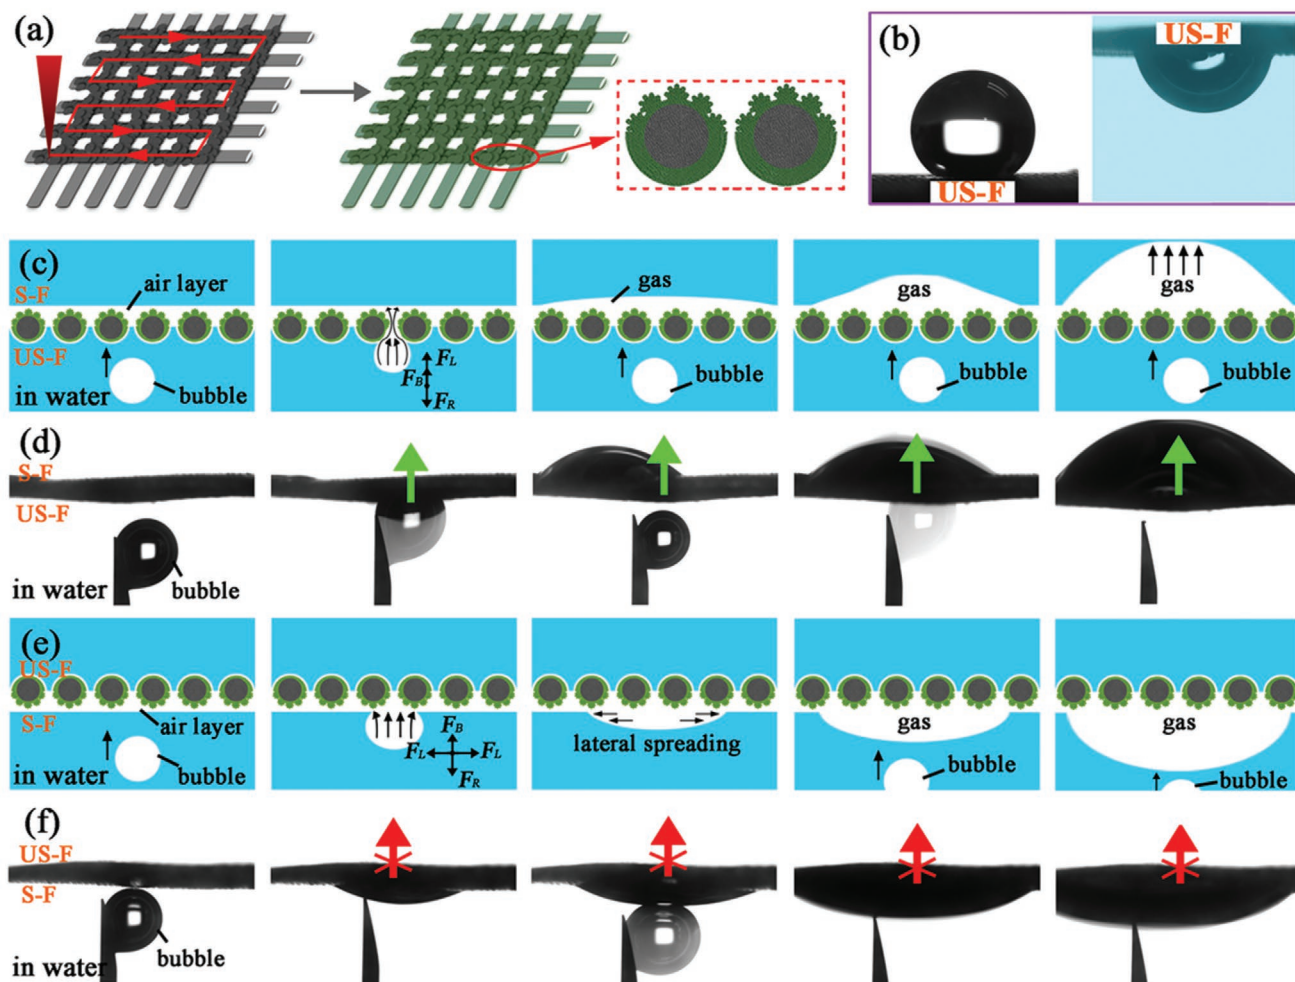 (a)
(b)
US-F
US-F
(c)
S-F
air layer
US-F
in water
bubble
F_L
F_B
F_R
gas
bubble
gas
bubble
gas
bubble
(d)
S-F
US-F
in water
bubble
(e)
US-F
S-F
air layer
in water
bubble
F_B
F_L
F_L
F_R
lateral spreading
gas
bubble
gas
bubble
(f)
US-F
S-F
in water
bubble